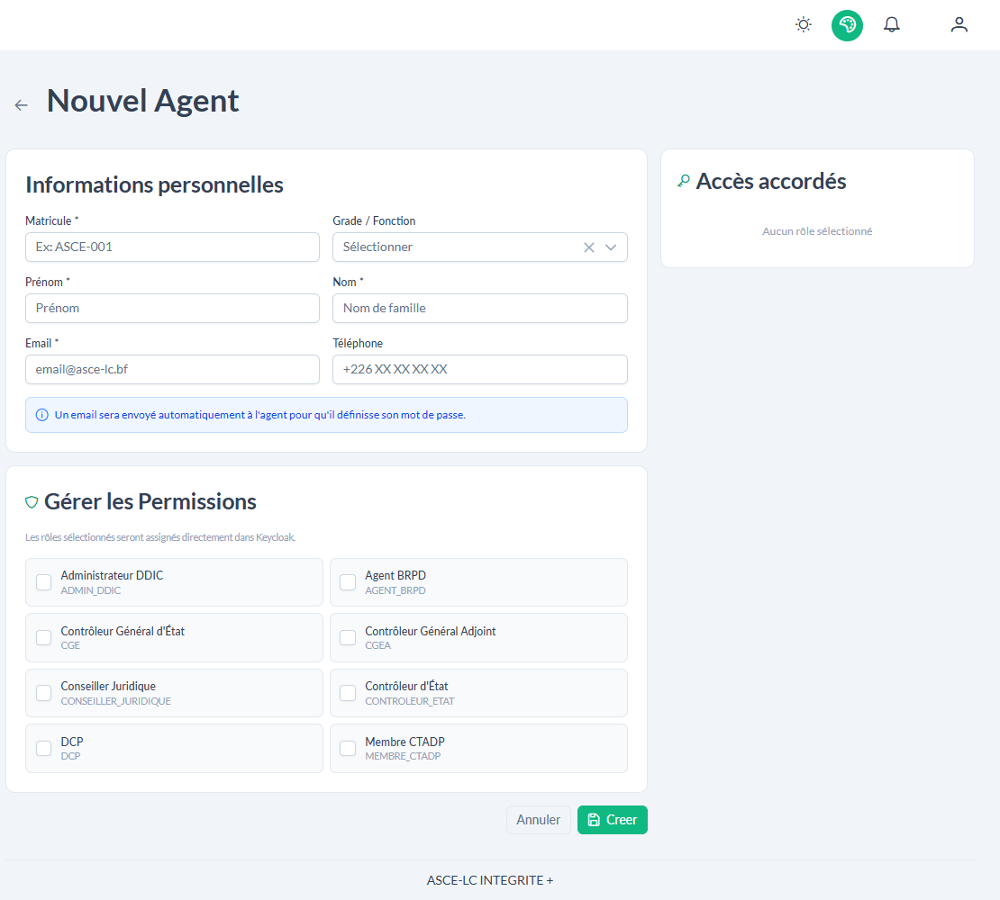 Nouvel Agent
Informations personnelles
Matricule *
Grade / Fonction
Ex: ASCE-001
Sélectionner
Prénom *
Nom *
Prénom
Nom de famille
Email *
Téléphone
email@asce-lc.bf
+226 XX XX XX XX
Un email sera envoyé automatiquement à l'agent pour qu'il définisse son mot de passe.
Gérer les Permissions
Les rôles sélectionnés seront assignés directement dans Keycloak.
Administrateur DDIC
ADMIN_DDIC
Agent BRPD
AGENT_BRPD
Contrôleur Général d'État
CGE
Contrôleur Général Adjoint
CGEA
Conseiller Juridique
CONSEILLER_JURIDIQUE
Contrôleur d'État
CONTROLEUR_ETAT
DCP
DCP
Membre CTADP
MEMBRE_CTADP
Annuler
Creer
Accès accordés
Aucun rôle sélectionné
ASCE-LC INTEGRITE +